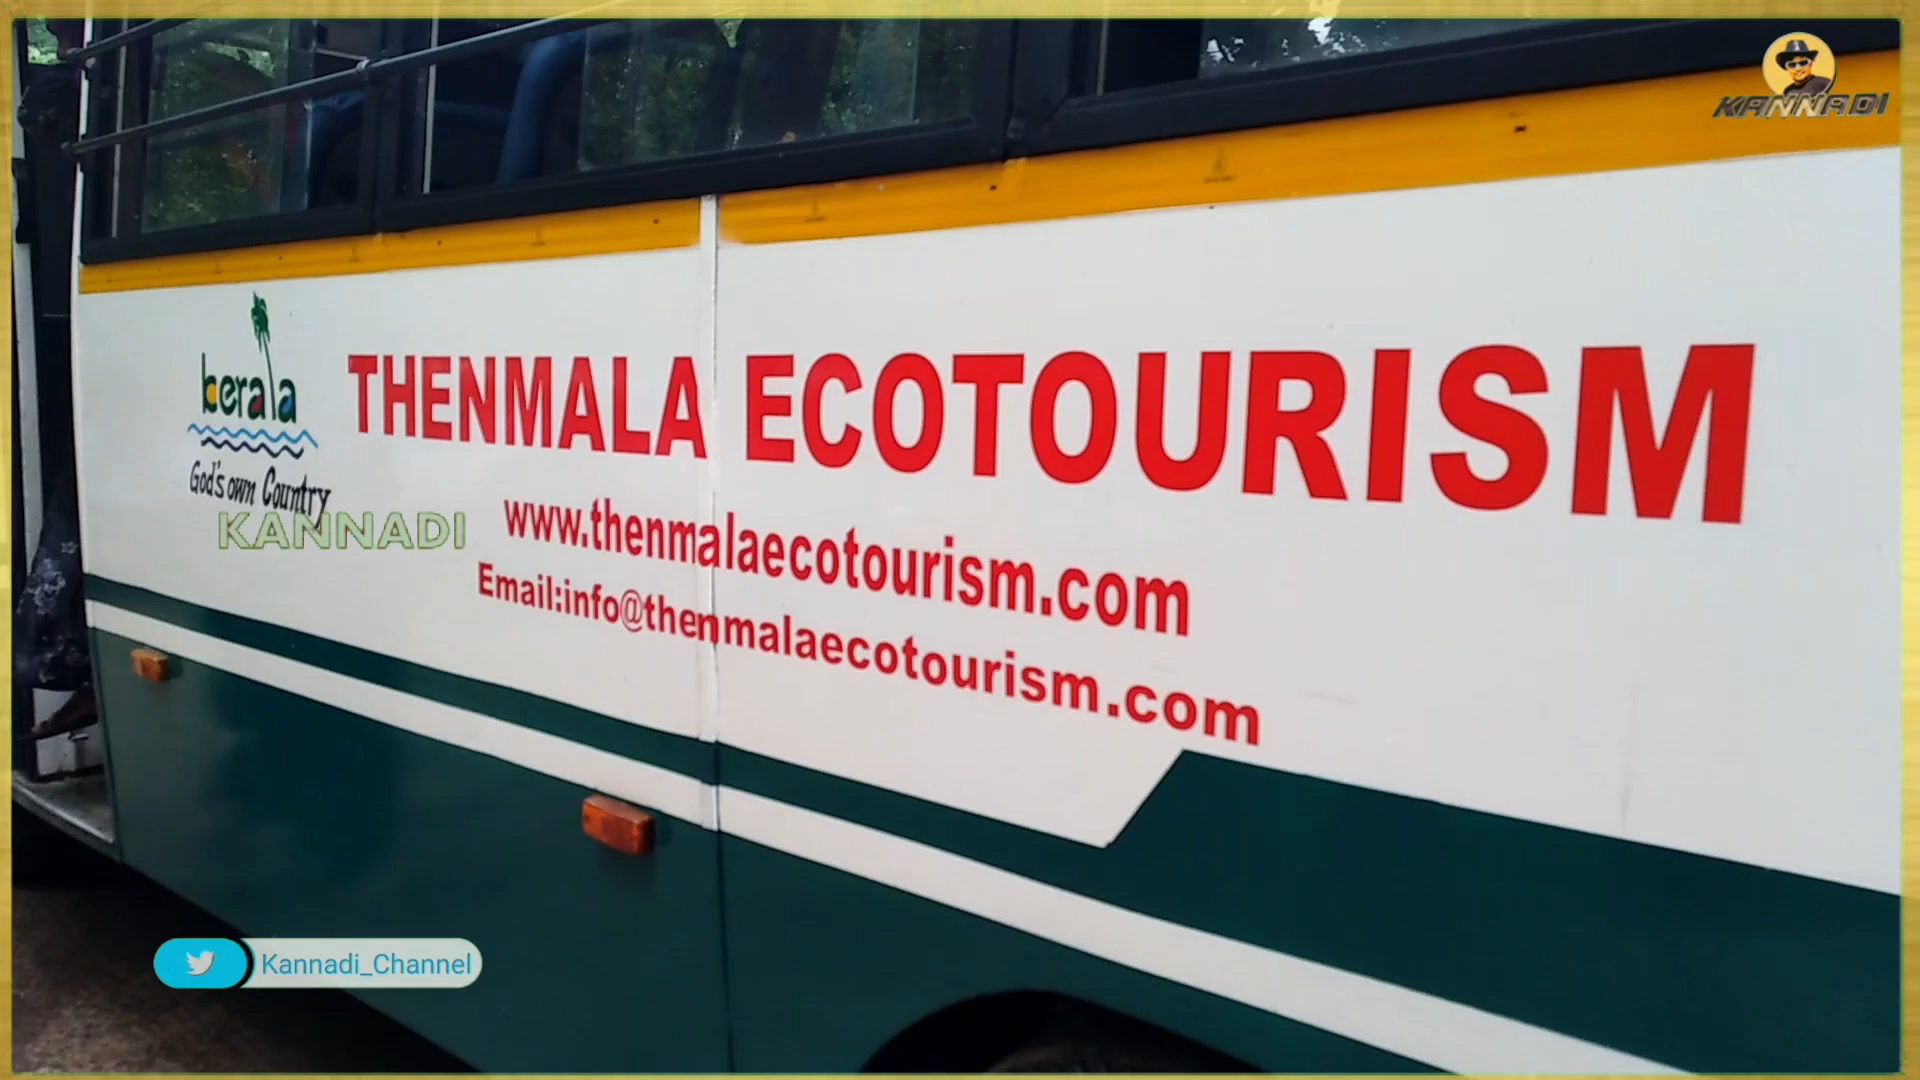 KANNADI
kerala
God's own Country
THENMALA ECOTOURISM
KANNADI
www.thenmalaecotourism.com
Email:info@thenmalaecotourism.com
Kannadi_Channel